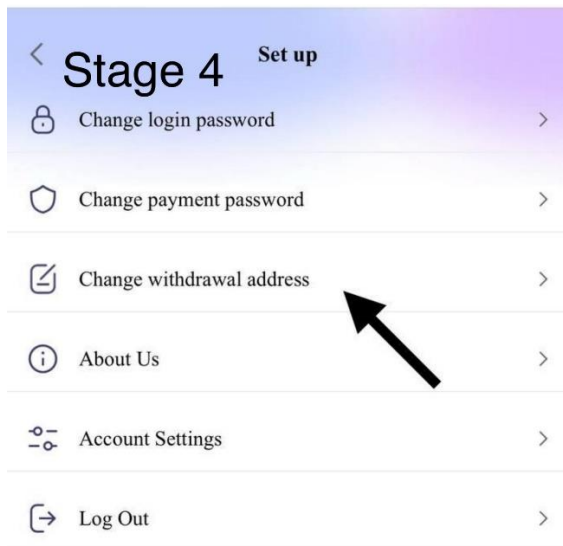 Set up
Stage 4
Change login password
Change payment password
Change withdrawal address
About Us
Account Settings
Log Out